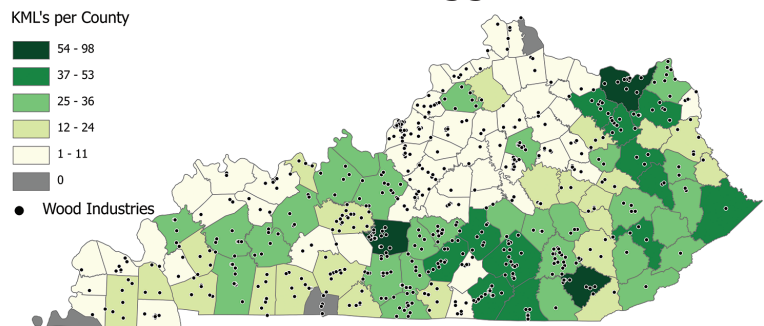 KML's per County
54 - 98
37 - 53
25 - 36
12 - 24
1 - 11
0
Wood Industries